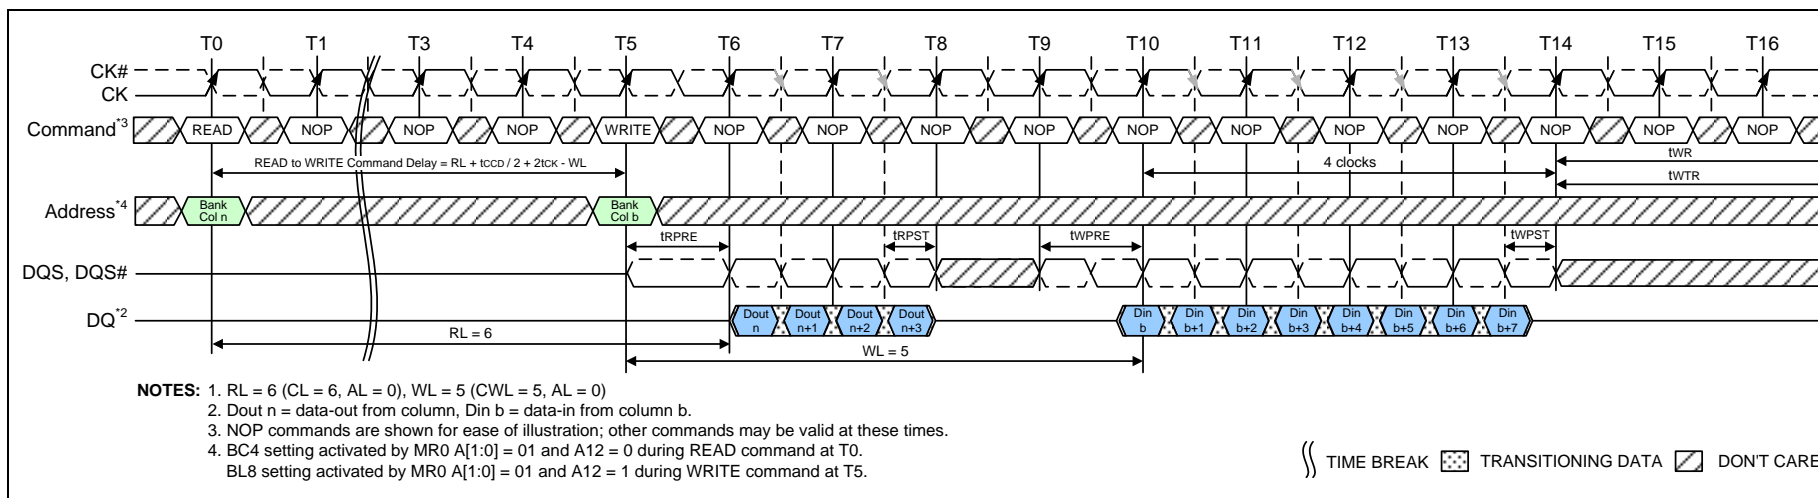 T0 T1 T3 T4 T5 T6 T7 T8 T9 T10 T11 T12 T13 T14 T15 T16
CK#
CK
Command*3 READ NOP NOP NOP WRITE NOP NOP NOP NOP NOP NOP NOP NOP NOP NOP NOP
READ to WRITE Command Delay = RL + tCCD / 2 + 2tCK - WL
4 clocks
tWR
tWTR
Address*4
Bank
Col n
Bank
Col b
tRPRE tRPST tWPRE tWPST
DQS, DQS#
DQ*2
Dout
n
Dout
n+1
Dout
n+2
Dout
n+3
Din
b
Din
b+1
Din
b+2
Din
b+3
Din
b+4
Din
b+5
Din
b+6
Din
b+7
RL = 6
WL = 5
NOTES: 1. RL = 6 (CL = 6, AL = 0), WL = 5 (CWL = 5, AL = 0)
2. Dout n = data-out from column, Din b = data-in from column b.
3. NOP commands are shown for ease of illustration; other commands may be valid at these times.
4. BC4 setting activated by MR0 A[1:0] = 01 and A12 = 0 during READ command at T0.
BL8 setting activated by MR0 A[1:0] = 01 and A12 = 1 during WRITE command at T5.
TIME BREAK TRANSITIONING DATA DON'T CARE